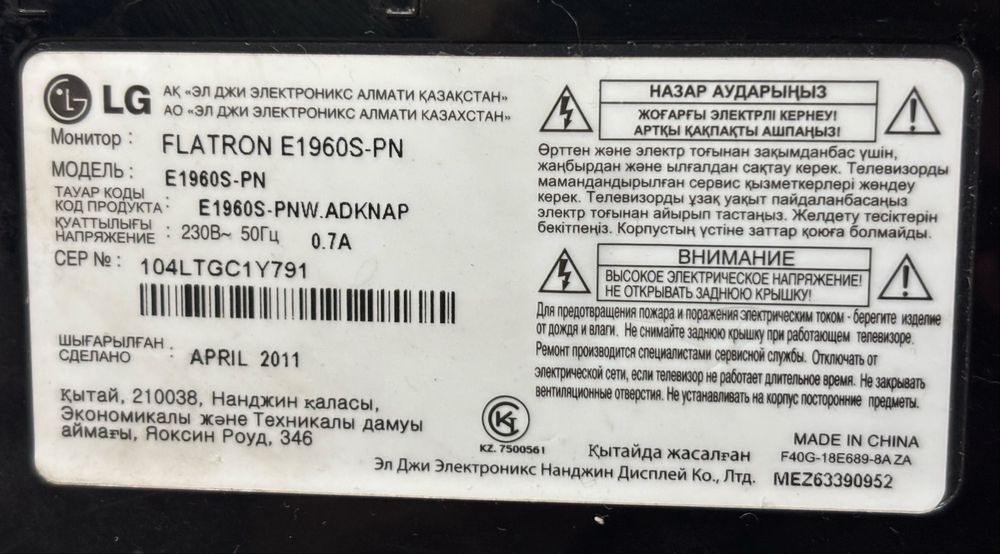 LG
АҚ «ЭЛ ДЖИ ЭЛЕКТРОНИКС АЛМАТИ ҚАЗАҚСТАН»
АО «ЭЛ ДЖИ ЭЛЕКТРОНИКС АЛМАТИ КАЗАХСТАН»
Монитор : FLATRON E1960S-PN
МОДЕЛЬ : E1960S-PN
ТАУАР КОДЫ
КОД ПРОДУКТА : E1960S-PNW.ADKNAP
ҚУАТТЫЛЫҒЫ
НАПРЯЖЕНИЕ : 230В~ 50Гц 0.7A
СЕР № : 104LTGC1Y791
ШЫҒАРЫЛҒАН
СДЕЛАНО : APRIL 2011
Қытай, 210038, Нанджин қаласы,
Экономикалы және Техникалы дамуы
аймағы, Яоксин Роуд, 346
НАЗАР АУДАРЫҢЫЗ
ЖОҒАРҒЫ ЭЛЕКТРЛІ КЕРНЕУ!
АРТҚЫ ҚАҚПАҚТЫ АШПАҢЫЗ!
Өрттен және электр тоғынан зақымданбас үшін,
жаңбырдан және ылғалдан сақтау керек. Телевизорды
мамандандырылған сервис қызметкерлері жөндеу
керек. Телевизорды ұзақ уақыт пайдаланбасаңыз
электр тоғынан айырып тастаңыз. Желдету тесіктерін
бекітпеңіз. Корпустың үстіне заттар қоюға болмайды.
ВНИМАНИЕ
ВЫСОКОЕ ЭЛЕКТРИЧЕСКОЕ НАПРЯЖЕНИЕ!
НЕ ОТКРЫВАТЬ ЗАДНЮЮ КРЫШКУ!
Для предотвращения пожара и поражения электрическим током - берегите изделие
от дождя и влаги. Не снимайте заднюю крышку при работающем телевизоре.
Ремонт производится специалистами сервисной службы. Отключать от
электрической сети, если телевизор не работает длительное время. Не закрывать
вентиляционные отверстия. Не устанавливать на корпус посторонние предметы.
KZ. 7500561
Қытайда жасалған
MADE IN CHINA
F40G-18E689-8A ZA
Эл Джи Электроникс Нанджин Дисплей Ко., Лтд.
MEZ63390952